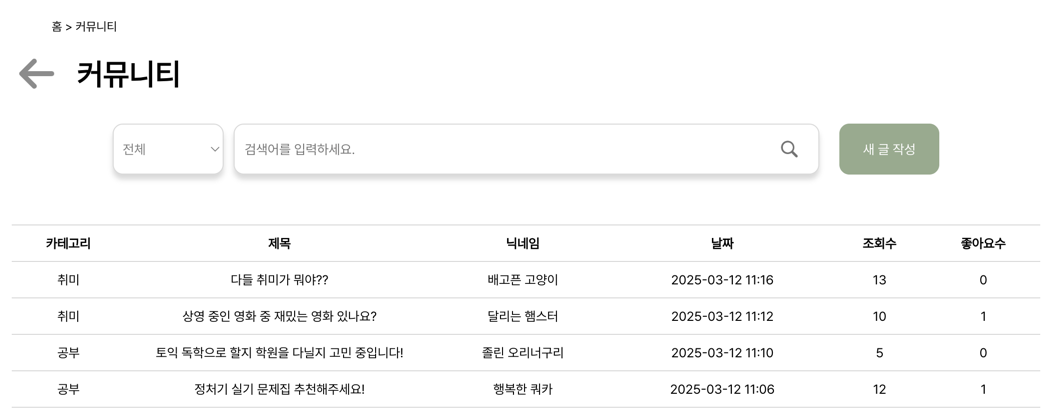 홈 > 커뮤니티
커뮤니티
전체 검색어를 입력하세요. 새 글 작성
카테고리 제목 닉네임 날짜 조회수 좋아요수
취미 다들 취미가 뭐야?? 배고픈 고양이 2025-03-12 11:16 13 0
취미 상영 중인 영화 중 재밌는 영화 있나요? 달리는 햄스터 2025-03-12 11:12 10 1
공부 토익 독학으로 할지 학원을 다닐지 고민 중입니다! 졸린 오리너구리 2025-03-12 11:10 5 0
공부 정처기 실기 문제집 추천해주세요! 행복한 쿼카 2025-03-12 11:06 12 1